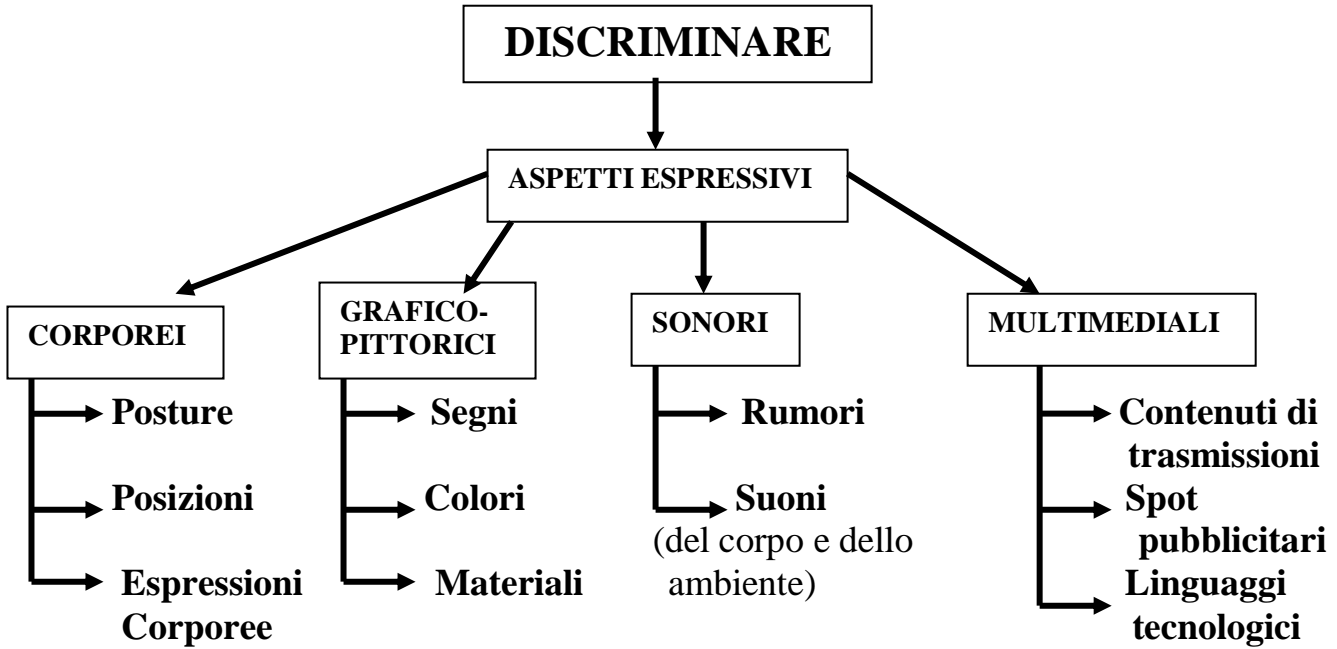 DISCRIMINARE
ASPETTI ESPRESSIVI
CORPOREI
Posture
Posizioni
Espressioni
Corporee
GRAFICO-
PITTORICI
Segni
Colori
Materiali
SONORI
Rumori
Suoni
(del corpo e dello
ambiente)
MULTIMEDIALI
Contenuti di
trasmissioni
Spot
pubblicitari
Linguaggi
tecnologici